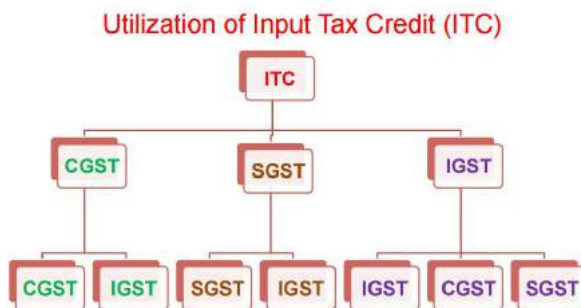 Utilization of Input Tax Credit (ITC)
ITC
CGST SGST IGST
CGST IGST SGST IGST IGST CGST SGST